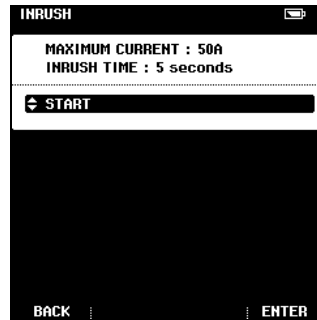 INRUSH
MAXIMUM CURRENT : 50A
INRUSH TIME : 5 seconds
START
BACK ENTER